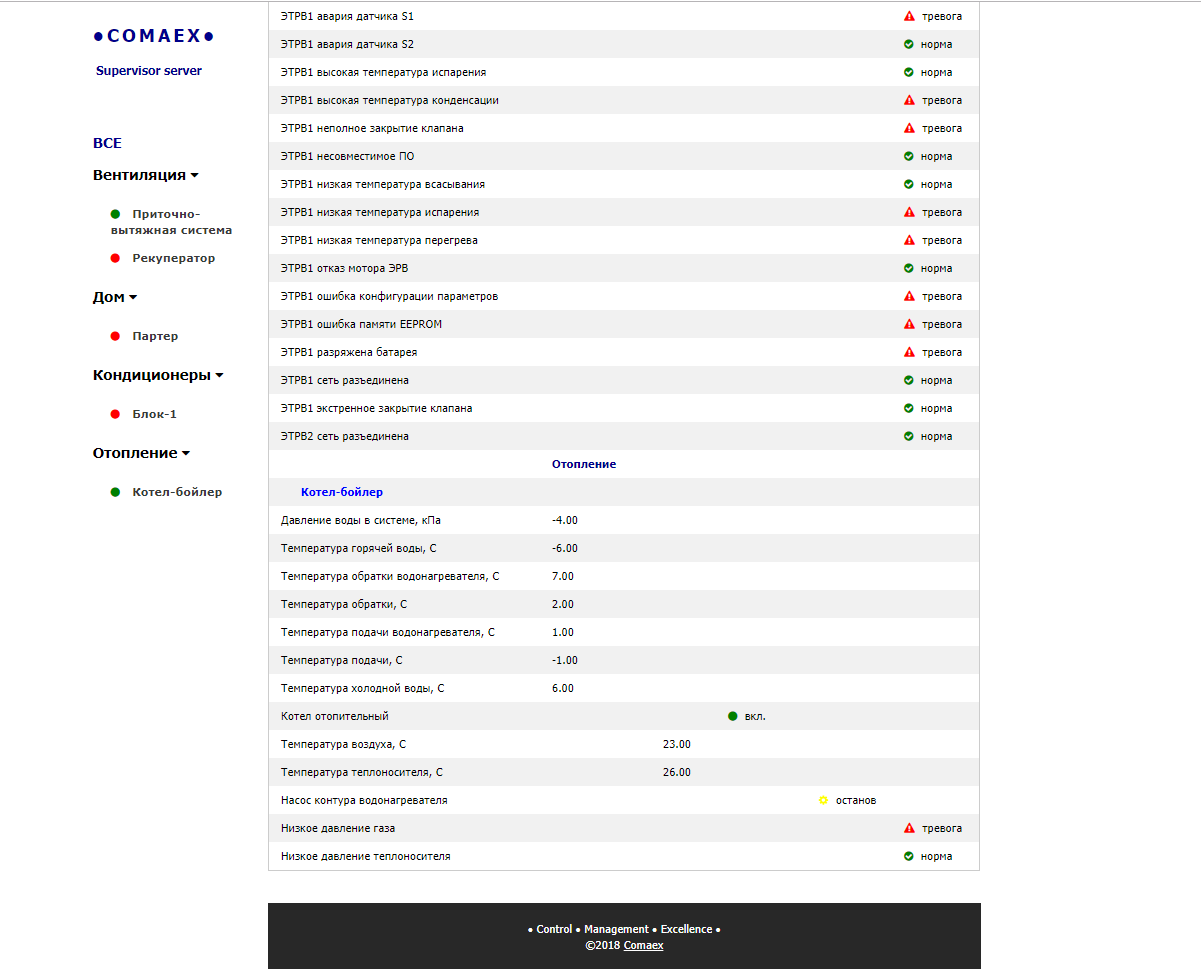 ●COMAEX●
Supervisor server
ВСЕ
Вентиляция
Приточно-
вытяжная система
Рекуператор
Дом
Партер
Кондиционеры
Блок-1
Отопление
Котел-бойлер
ЭТРВ1 авария датчика S1 тревога
ЭТРВ1 авария датчика S2 норма
ЭТРВ1 высокая температура испарения норма
ЭТРВ1 высокая температура конденсации тревога
ЭТРВ1 неполное закрытие клапана тревога
ЭТРВ1 несовместимое ПО норма
ЭТРВ1 низкая температура всасывания норма
ЭТРВ1 низкая температура испарения тревога
ЭТРВ1 низкая температура перегрева тревога
ЭТРВ1 отказ мотора ЭРВ норма
ЭТРВ1 ошибка конфигурации параметров тревога
ЭТРВ1 ошибка памяти EEPROM тревога
ЭТРВ1 разряжена батарея тревога
ЭТРВ1 сеть разъединена норма
ЭТРВ1 экстренное закрытие клапана норма
ЭТРВ2 сеть разъединена норма
Отопление
Котел-бойлер
Давление воды в системе, кПа -4.00
Температура горячей воды, С -6.00
Температура обратки водонагревателя, С 7.00
Температура обратки, С 2.00
Температура подачи водонагревателя, С 1.00
Температура подачи, С -1.00
Температура холодной воды, С 6.00
Котел отопительный вкл.
Температура воздуха, С 23.00
Температура теплоносителя, С 26.00
Насос контура водонагревателя останов
Низкое давление газа тревога
Низкое давление теплоносителя норма
• Control • Management • Excellence •
©2018 Comaex